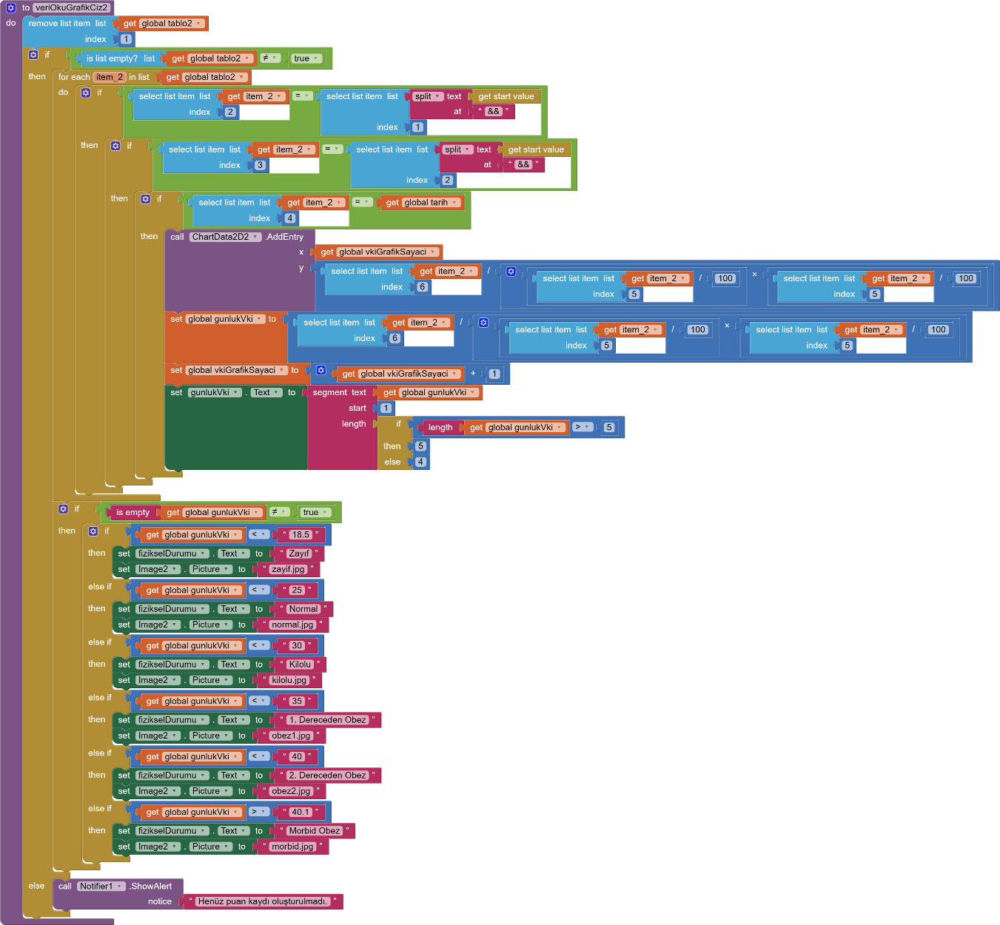 to veriOkuGrafikCiz2
do remove list item list get global tablo2
index 1
if is list empty? list get global tablo2 ≠ true
then for each item_2 in list get global tablo2
do if select list item list get item_2 = select list item list split text get start value
index 2 at “ && ”
index 1
then if select list item list get item_2 = select list item list split text get start value
index 3 at “ && ”
index 2
then if select list item list get item_2 = get global tarih
index 4
then call ChartData2D2 .AddEntry
x get global vkiGrafikSayaci
y select list item list get item_2 / select list item list get item_2 / 100 × select list item list get item_2 / 100
index 6 index 5 index 5
set global gunlukVki to select list item list get item_2 / select list item list get item_2 / 100 × select list item list get item_2 / 100
index 6 index 5 index 5
set global vkiGrafikSayaci to get global vkiGrafikSayaci + 1
set gunlukVki . Text to segment text get global gunlukVki
start 1
length if length get global gunlukVki > 5
then 5
else 4
if is empty get global gunlukVki ≠ true
then if get global gunlukVki < “ 18.5 ”
then set fizikselDurumu . Text to “ Zayıf ”
set Image2 . Picture to “ zayif.jpg ”
else if get global gunlukVki < “ 25 ”
then set fizikselDurumu . Text to “ Normal ”
set Image2 . Picture to “ normal.jpg ”
else if get global gunlukVki < “ 30 ”
then set fizikselDurumu . Text to “ Kilolu ”
set Image2 . Picture to “ kilolu.jpg ”
else if get global gunlukVki < “ 35 ”
then set fizikselDurumu . Text to “ 1. Dereceden Obez ”
set Image2 . Picture to “ obez1.jpg ”
else if get global gunlukVki < “ 40 ”
then set fizikselDurumu . Text to “ 2. Dereceden Obez ”
set Image2 . Picture to “ obez2.jpg ”
else if get global gunlukVki > “ 40.1 ”
then set fizikselDurumu . Text to “ Morbid Obez ”
set Image2 . Picture to “ morbid.jpg ”
else call Notifier1 .ShowAlert
notice “ Henüz puan kaydı oluşturulmadı. ”